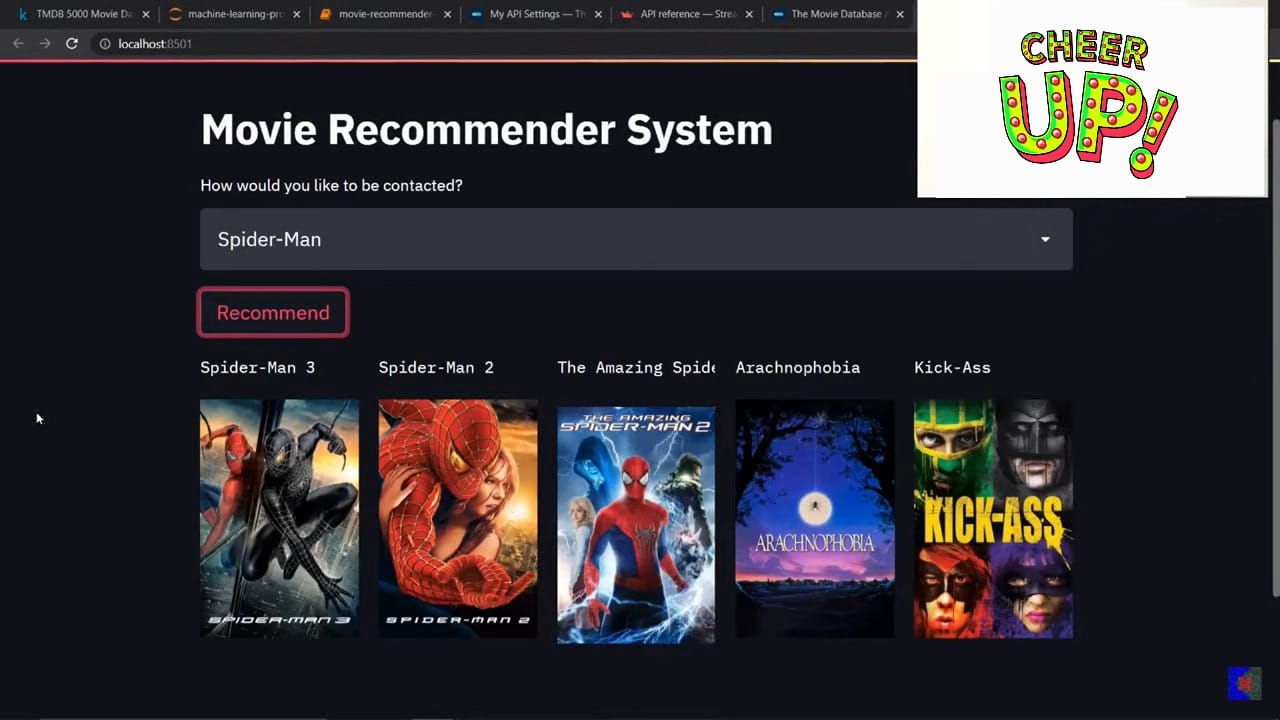 TMDB 5000 Movie Da
machine-learning-pro
movie-recommender-
My API Settings — Th
API reference — Strea
The Movie Database A
localhost:8501
CHEER
UP!
Movie Recommender System
How would you like to be contacted?
Spider-Man
Recommend
Spider-Man 3
Spider-Man 2
The Amazing Spide
Arachnophobia
Kick-Ass
SPIDER-MAN 3
SPIDER-MAN 2
THE AMAZING
SPIDER-MAN 2
ARACHNOPHOBIA
KICK-ASS